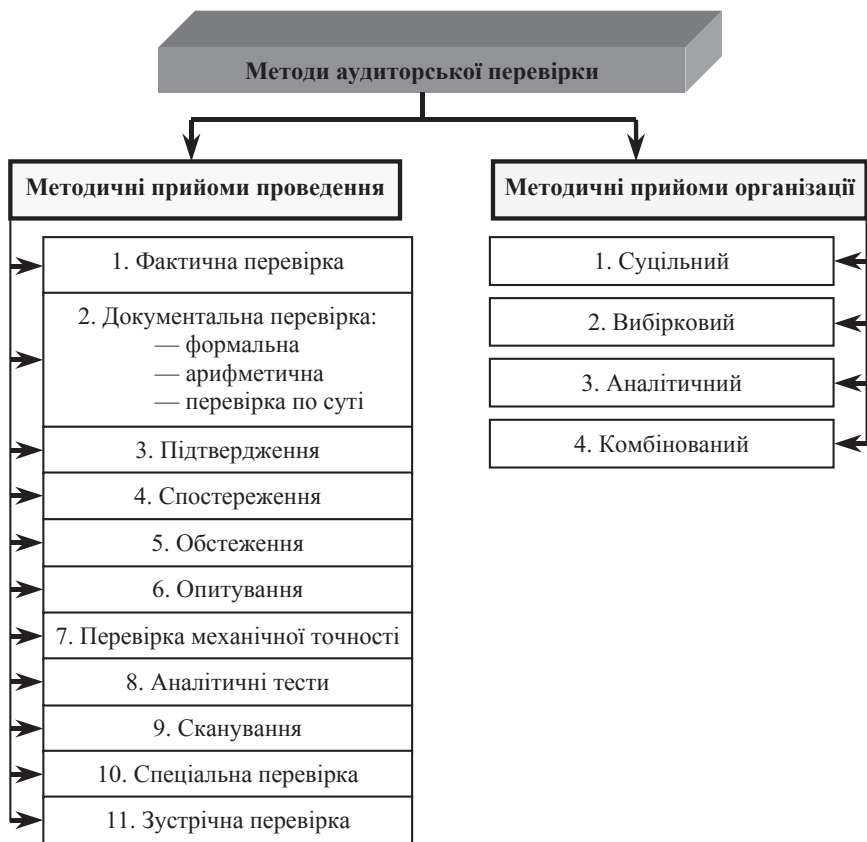 Методи аудиторської перевірки
Методичні прийоми проведення
1. Фактична перевірка
2. Документальна перевірка:
— формальна
— арифметична
— перевірка по суті
3. Підтвердження
4. Спостереження
5. Обстеження
6. Опитування
7. Перевірка механічної точності
8. Аналітичні тести
9. Сканування
10. Спеціальна перевірка
11. Зустрічна перевірка
Методичні прийоми організації
1. Суцільний
2. Вибірковий
3. Аналітичний
4. Комбінований